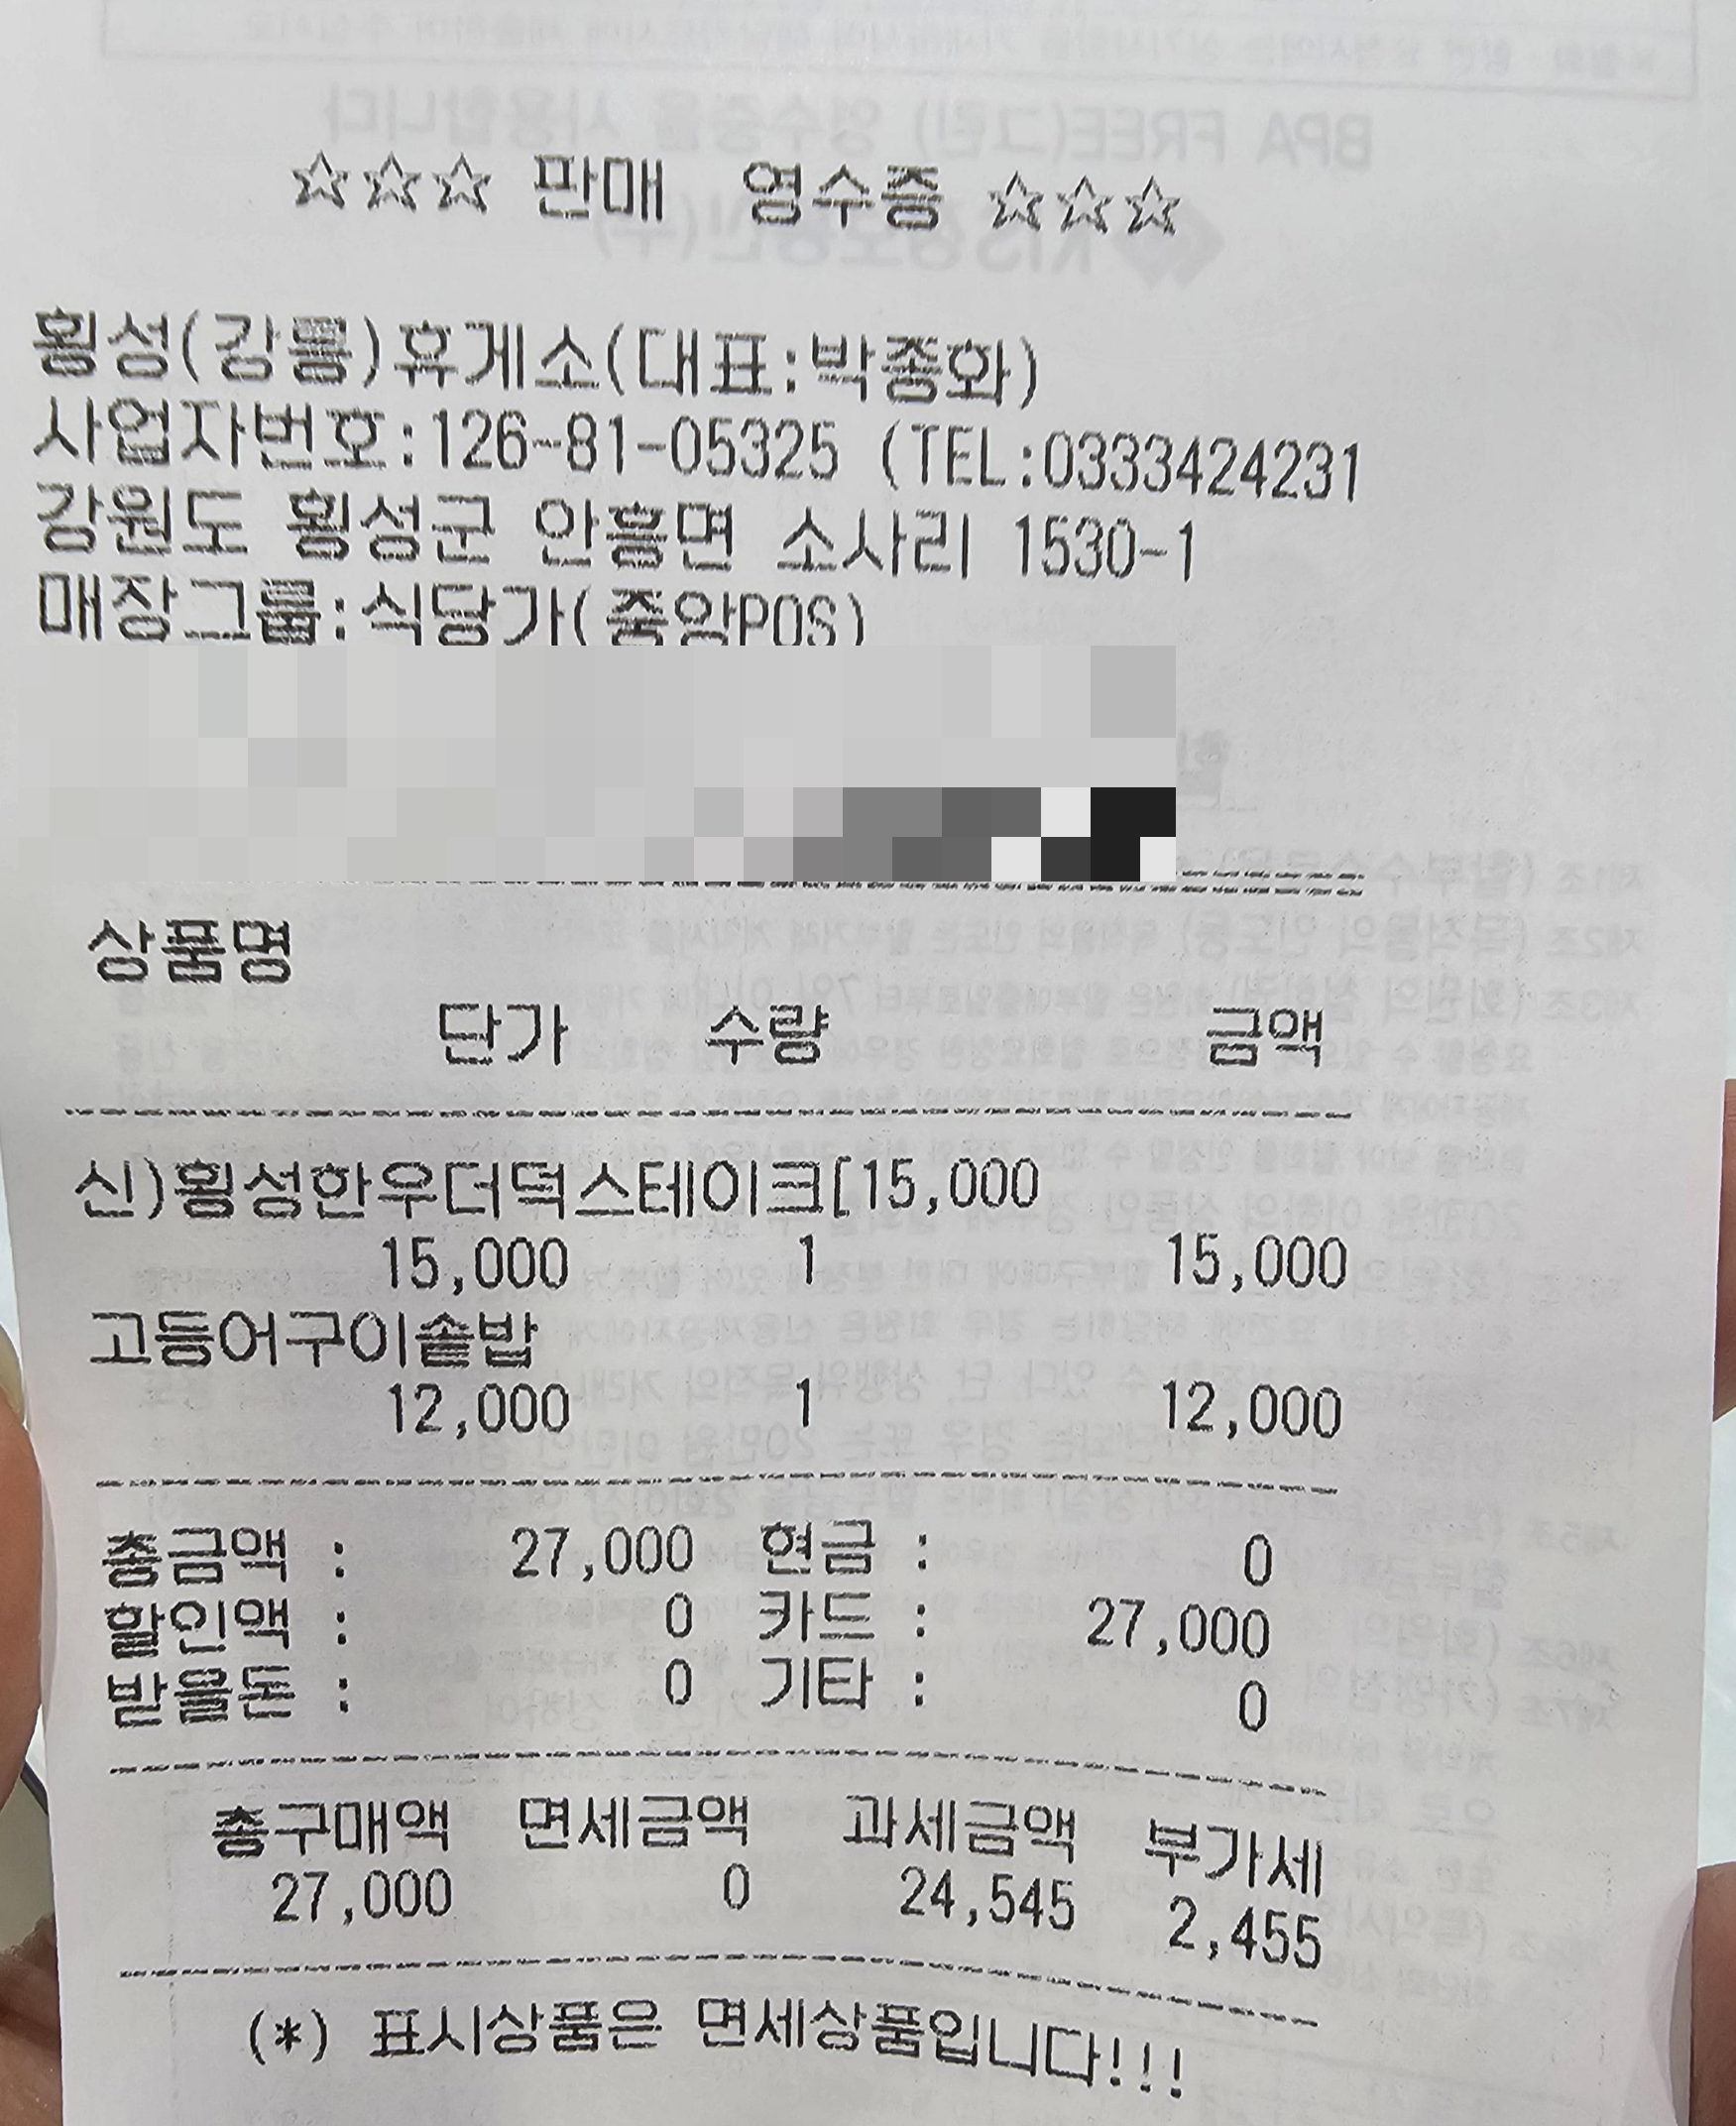 ☆☆☆ 판매 영수증 ☆☆☆
횡성(강릉)휴게소(대표:박종화)
사업자번호:126-81-05325 (TEL:0333424231
강원도 횡성군 안흥면 소사리 1530-1
매장그룹:식당가(중앙POS)
상품명
단가 수량 금액
신)횡성한우더덕스테이크[15,000
15,000 1 15,000
고등어구이솥밥
12,000 1 12,000
총금액 : 27,000 현금 : 0
할인액 : 0 카드 : 27,000
받을돈 : 0 기타 : 0
총구매액 면세금액 과세금액 부가세
27,000 0 24,545 2,455
(*) 표시상품은 면세상품입니다!!!